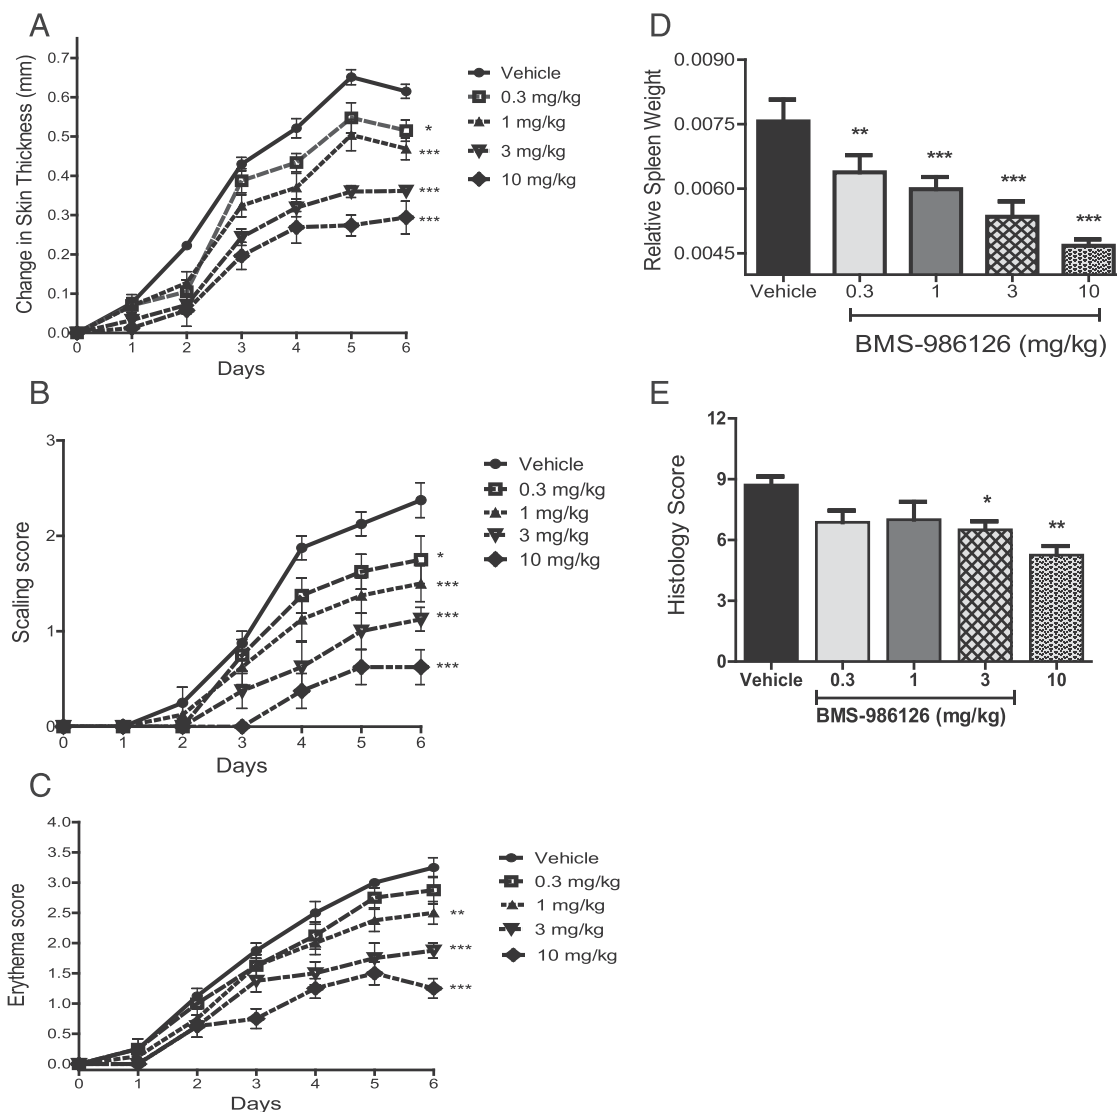 A
Change in Skin Thickness (mm)
0.7
0.6
0.5
0.4
0.3
0.2
0.1
0.0
0 1 2 3 4 5 6
Days
Vehicle
0.3 mg/kg
1 mg/kg
3 mg/kg
10 mg/kg
*
***
***
***
B
Scaling score
3
2
1
0
0 1 2 3 4 5 6
Days
Vehicle
0.3 mg/kg
1 mg/kg
3 mg/kg
10 mg/kg
*
***
***
***
C
Erythema score
4.0
3.5
3.0
2.5
2.0
1.5
1.0
0.5
0.0
0 1 2 3 4 5 6
Days
Vehicle
0.3 mg/kg
1 mg/kg
3 mg/kg
10 mg/kg
**
***
***
D
Relative Spleen Weight
0.0090
0.0075
0.0060
0.0045
** *** *** ***
Vehicle 0.3 1 3 10
BMS-986126 (mg/kg)
E
Histology Score
12
9
6
3
0
* **
Vehicle 0.3 1 3 10
BMS-986126 (mg/kg)